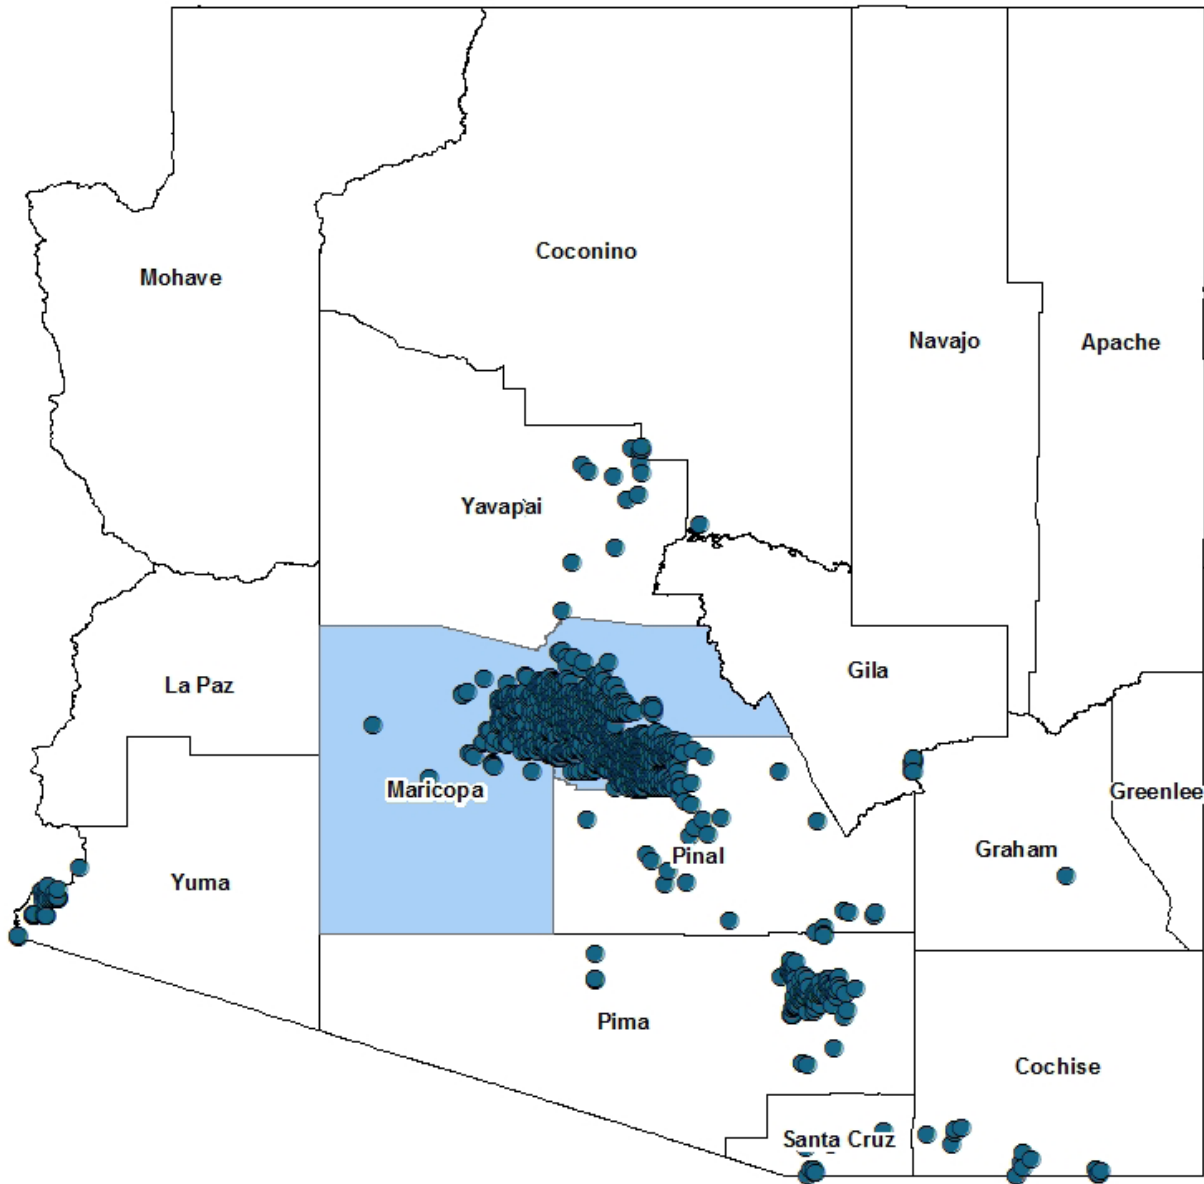 Coconino
Mohave
Navajo
Apache
Yavapai
Gila
La Paz
Maricopa
Greenlee
Graham
Pinal
Yuma
Pima
Cochise
Santa Cruz